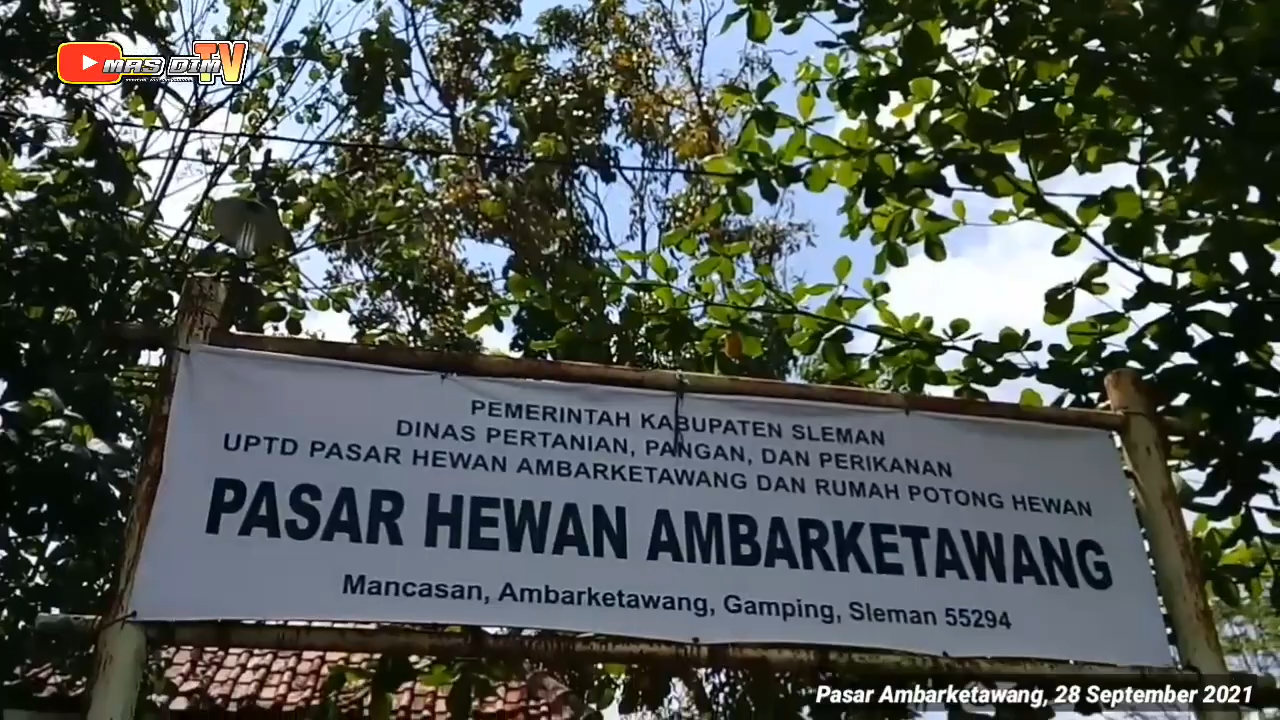 MAS DIM TV
PEMERINTAH KABUPATEN SLEMAN
DINAS PERTANIAN, PANGAN, DAN PERIKANAN
UPTD PASAR HEWAN AMBARKETAWANG DAN RUMAH POTONG HEWAN
PASAR HEWAN AMBARKETAWANG
Mancasan, Ambarketawang, Gamping, Sleman 55294
Pasar Ambarketawang, 28 September 2021